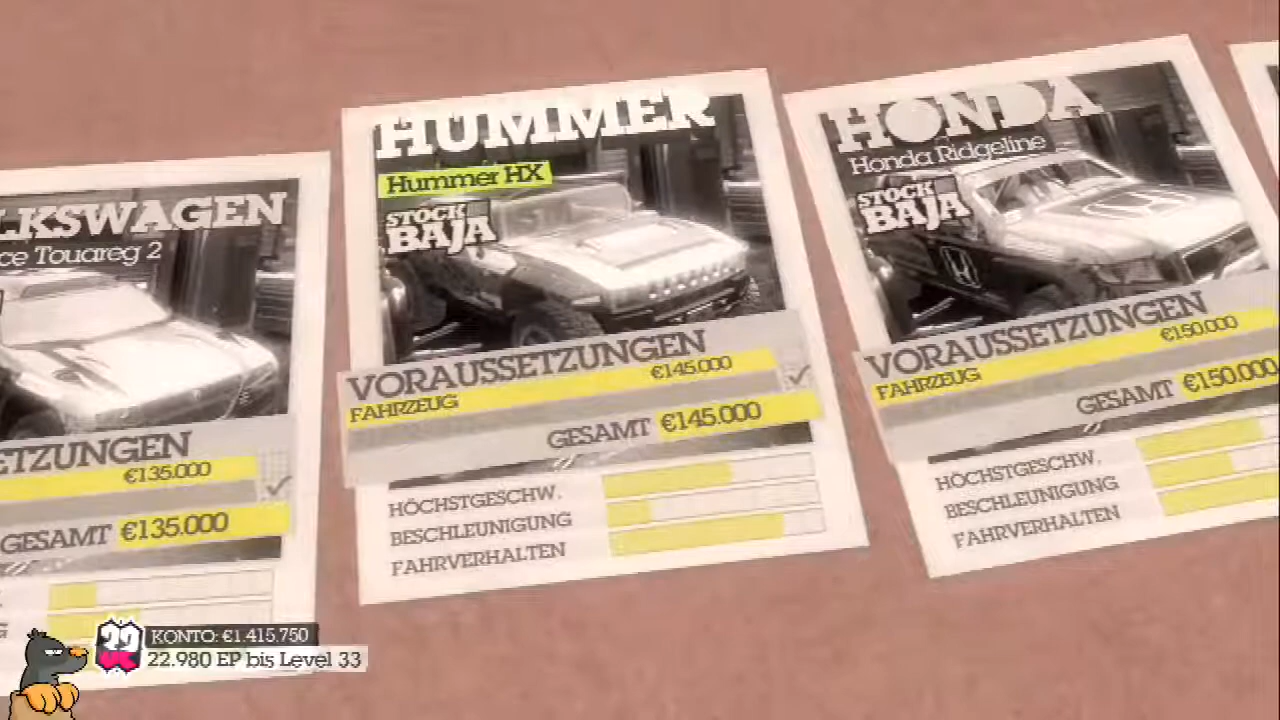 LKSWAGEN
ce Touareg 2
ETZUNGEN
€135.000
GESAMT €135.000
HUMMER
Hummer HX
STOCK
BAJA
VORAUSSETZUNGEN
FAHRZEUG €145.000
GESAMT €145.000
HÖCHSTGESCHW.
BESCHLEUNIGUNG
FAHRVERHALTEN
HONDA
Honda Ridgeline
STOCK
BAJA
VORAUSSETZUNGEN
FAHRZEUG €150.000
GESAMT €150.000
HÖCHSTGESCHW.
BESCHLEUNIGUNG
FAHRVERHALTEN
KONTO: €1.415.750
22.980 EP bis Level 33